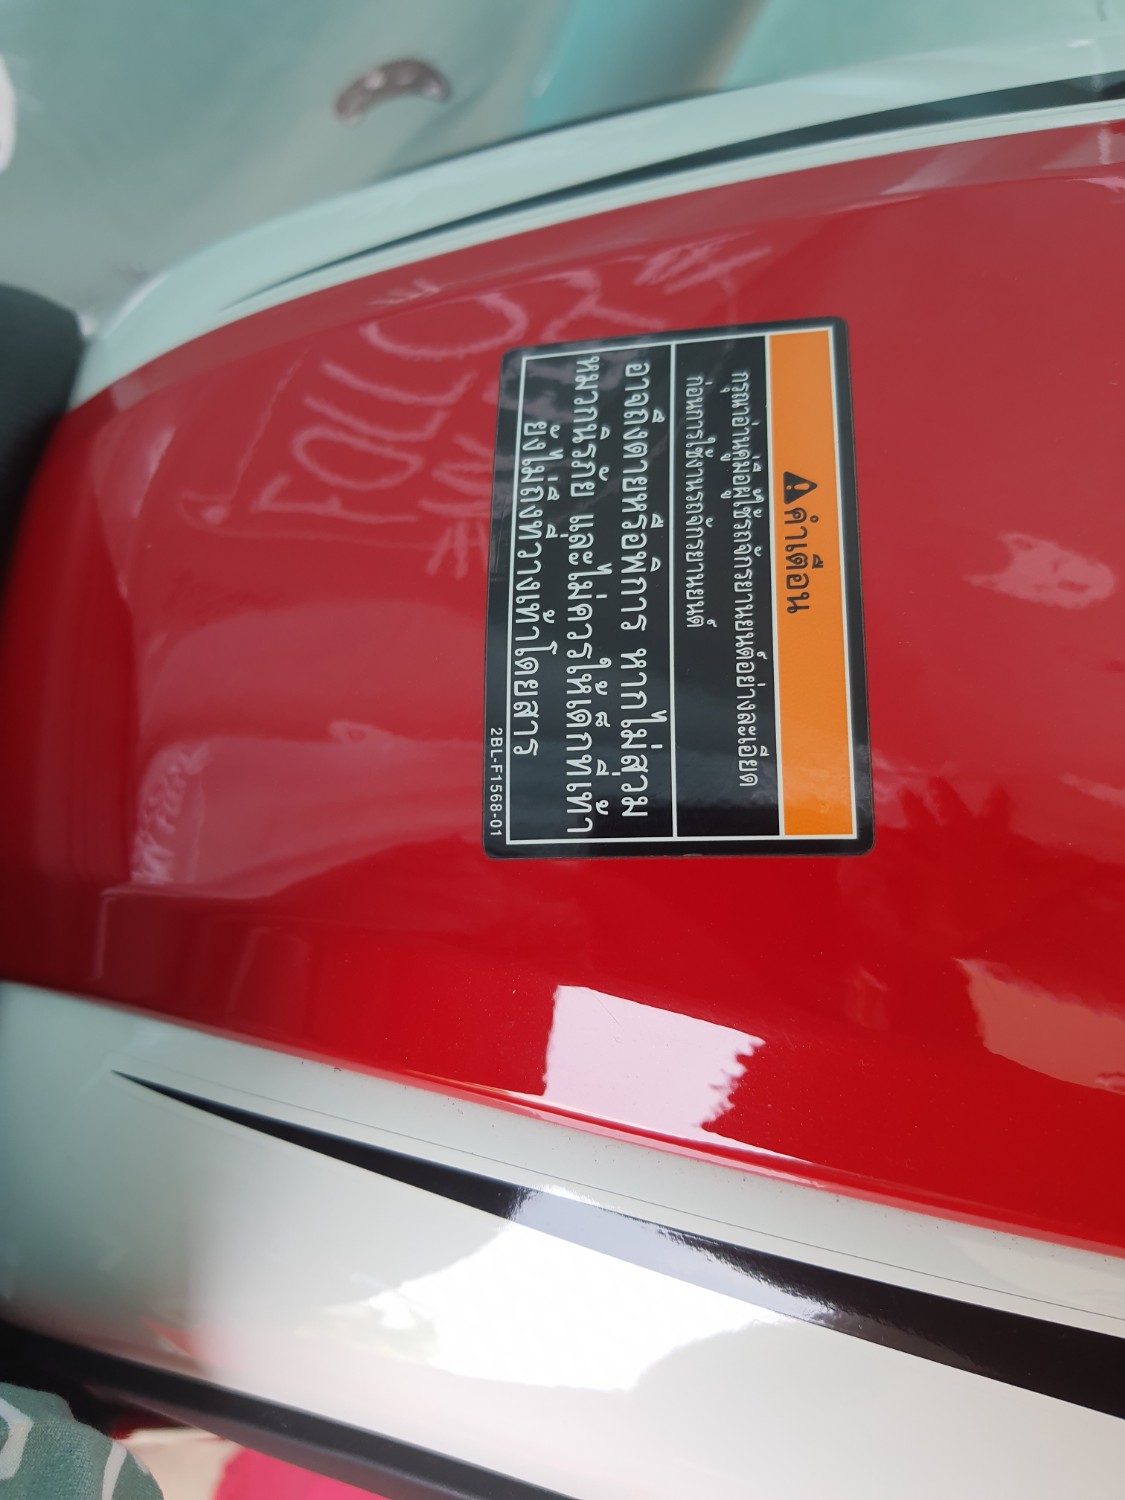 ⚠คำเตือน
กรุณาอ่านคู่มือผู้ใช้รถจักรยานยนต์อย่างละเอียด
ก่อนการใช้งานรถจักรยานยนต์
อาจถึงตายหรือพิการ หากไม่สวม
หมวกนิรภัย และไม่ควรให้เด็กที่เท้า
ยังไม่ถึงที่วางเท้าโดยสาร
2BL-F1568-01